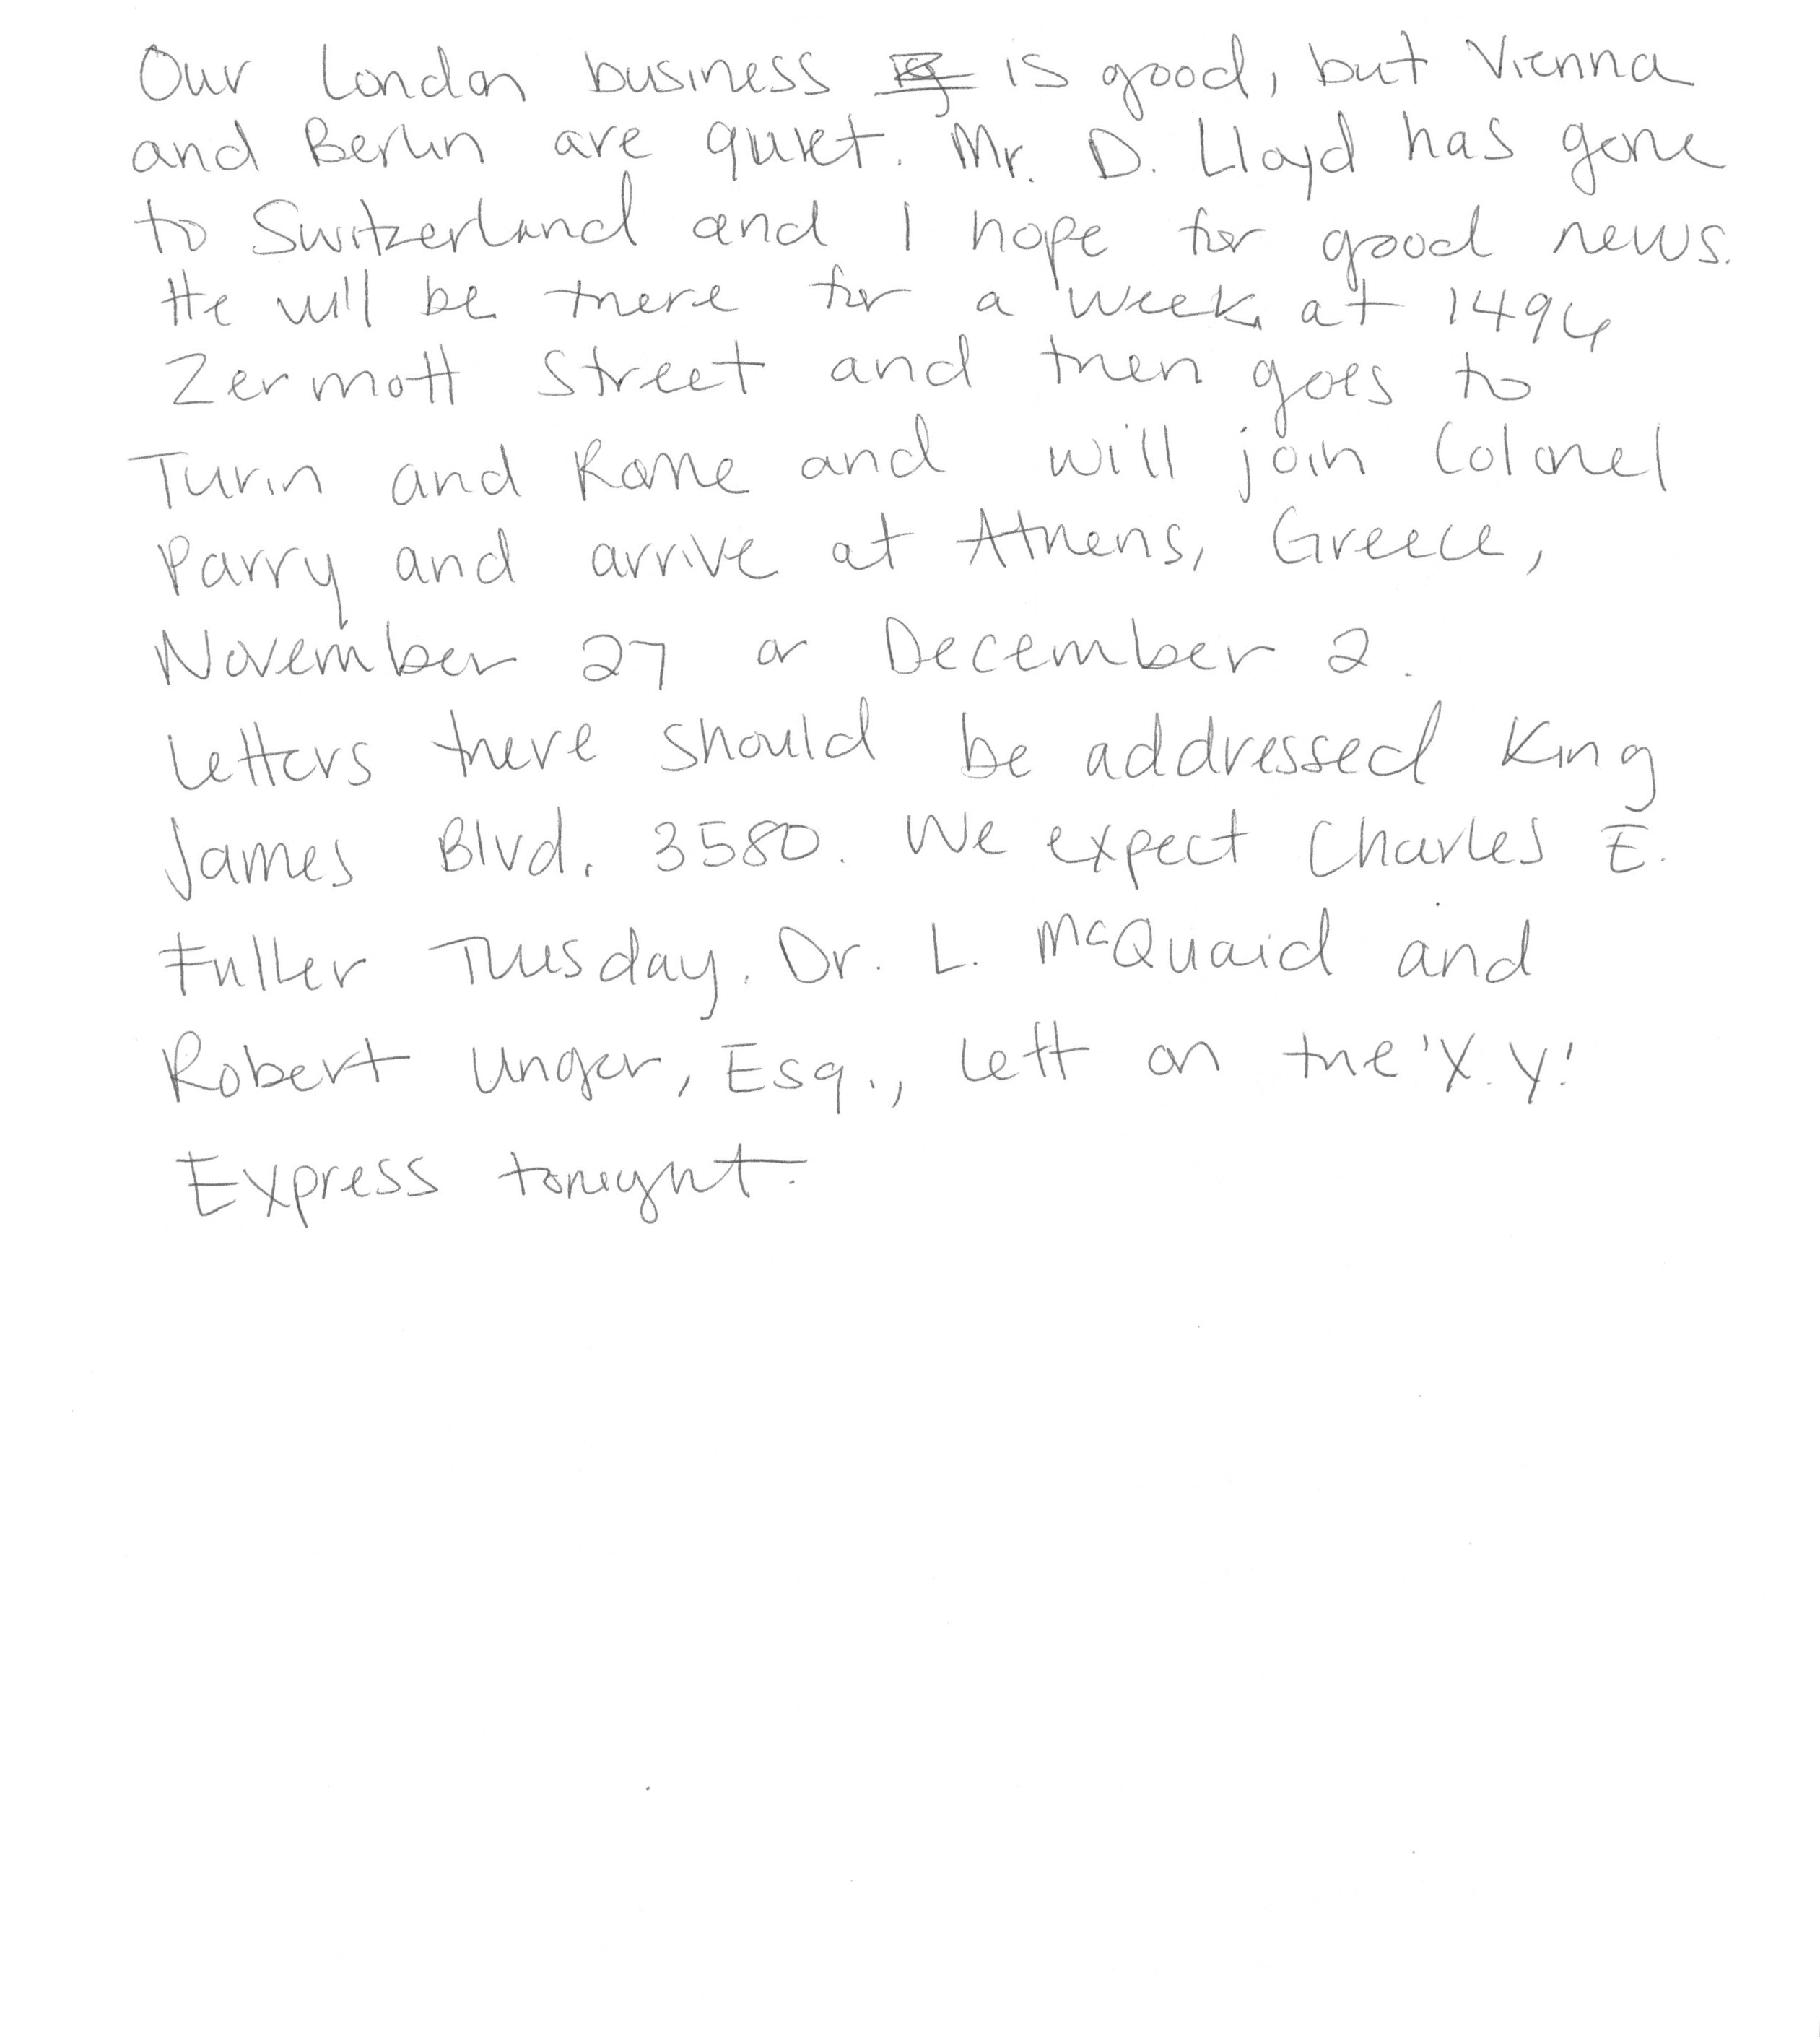 Our London business is good, but Vienna
and Berlin are quiet. Mr. D. Lloyd has gone
to Switzerland and I hope for good news.
He will be there for a week at 1496
Zermott Street and then goes to
Turin and Rome and will join Colonel
Parry and arrive at Athens, Greece,
November 27 or December 2.
Letters there should be addressed King
James Blvd. 3580. We expect Charles E.
Fuller Tuesday. Dr. L. McQuaid and
Robert Unger, Esq., left on the 'X.Y.'
Express tonight.